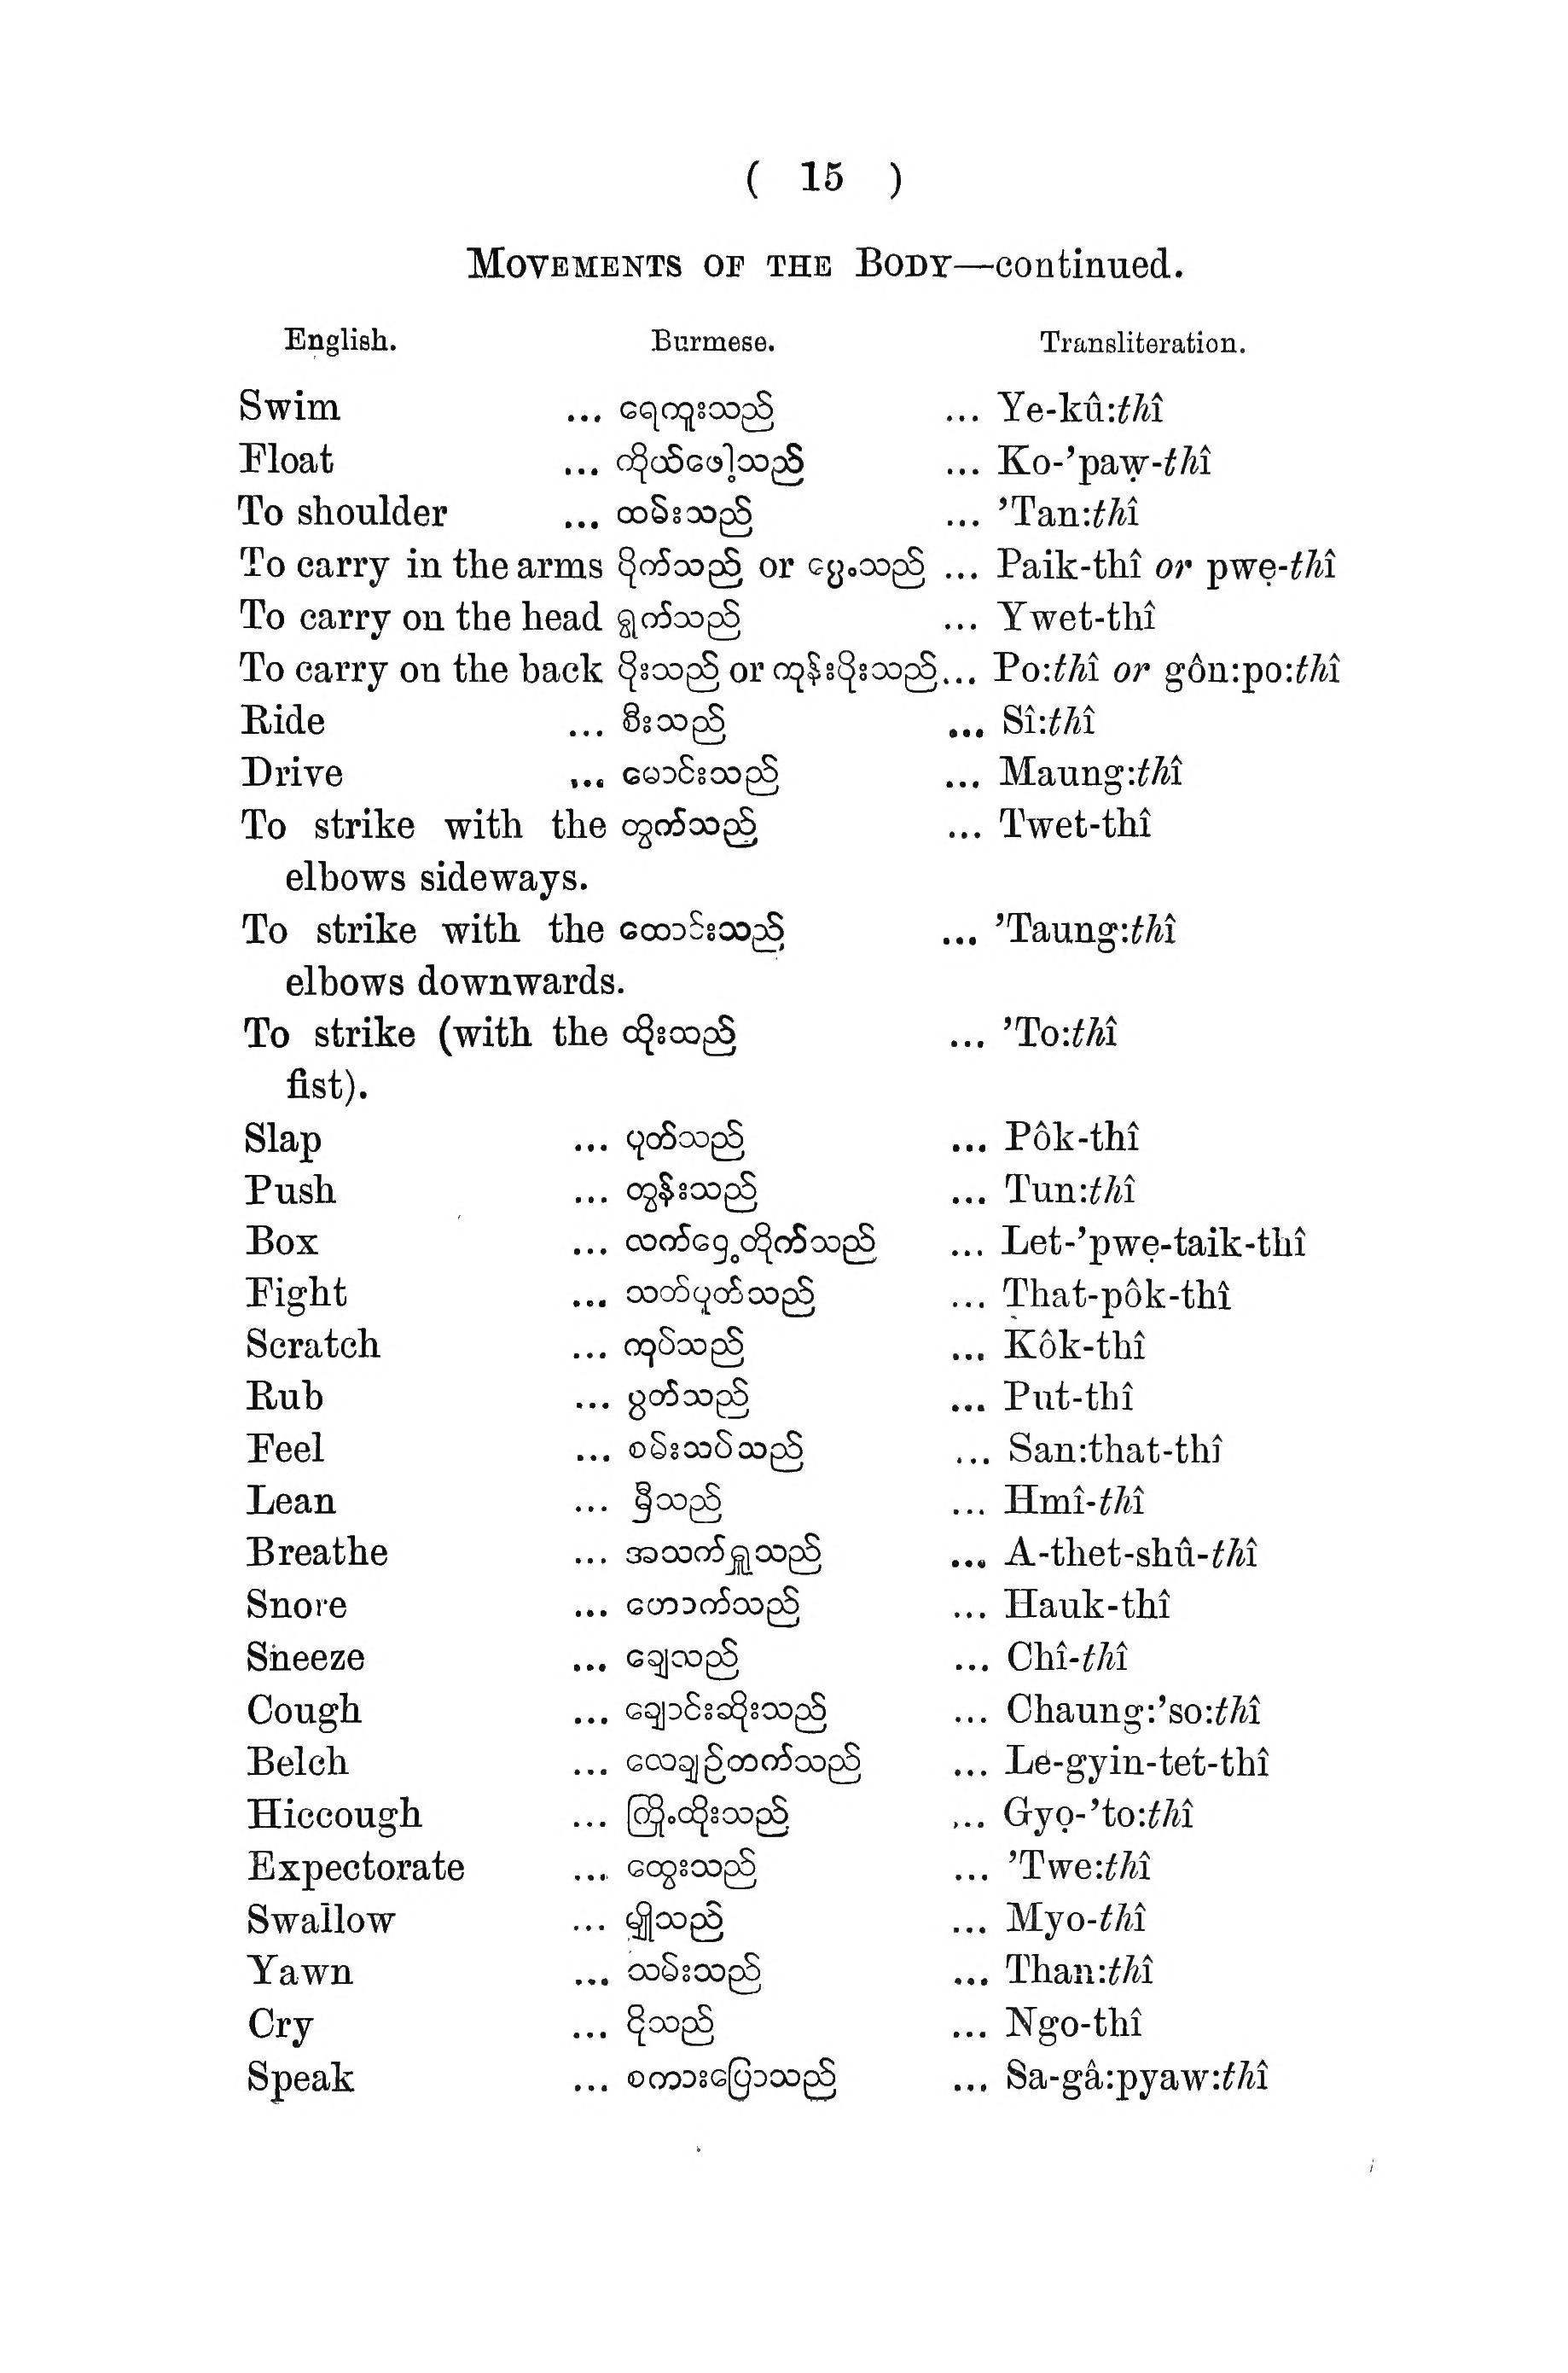 ( 15 )
MOVEMENTS OF THE BODY—continued.
English. Burmese. Transliteration.
Swim ... ရေကူးသည် ... Ye-kû:thî
Float ... ကိုယ်ဖေါ့သည် ... Ko-’paẉ-thî
To shoulder ... ထမ်းသည် ... ’Tan:thî
To carry in the arms ပိုက်သည် or ပွေ့သည် ... Paik-thî or pwẹ-thî
To carry on the head ရွက်သည် ... Ywet-thî
To carry on the back ပိုးသည် or ကုန်းပိုးသည်... Po:thî or gôn:po:thî
Ride ... စီးသည် ... Sî:thî
Drive ... မောင်းသည် ... Maung:thî
To strike with the တွက်သည် ... Twet-thî
elbows sideways.
To strike with the ထောင်းသည် ... ’Taung:thî
elbows downwards.
To strike (with the ထိုးသည် ... ’To:thî
fist).
Slap ... ပုတ်သည် ... Pôk-thî
Push ... တွန်းသည် ... Tun:thî
Box ... လက်ဝှေ့တိုက်သည် ... Let-’pwẹ-taik-thî
Fight ... သတ်ပုတ်သည် ... That-pôk-thî
Scratch ... ကုပ်သည် ... Kôk-thî
Rub ... ပွတ်သည် ... Put-thî
Feel ... စမ်းသပ်သည် ... San:that-thî
Lean ... မှီသည် ... Hmî-thî
Breathe ... အသက်ရှူသည် ... A-thet-shû-thî
Snore ... ဟောက်သည် ... Hauk-thî
Sneeze ... ချေသည် ... Chî-thî
Cough ... ချောင်းဆိုးသည် ... Chaung:’so:thî
Belch ... လေချဉ်တက်သည် ... Le-gyin-tet-thî
Hiccough ... ကြို့ထိုးသည် ... Gyọ-’to:thî
Expectorate ... ထွေးသည် ... ’Twe:thî
Swallow ... မျိုသည် ... Myo-thî
Yawn ... သမ်းသည် ... Than:thî
Cry ... ငိုသည် ... Ngo-thî
Speak ... စကားပြောသည် ... Sa-gâ:pyaw:thî